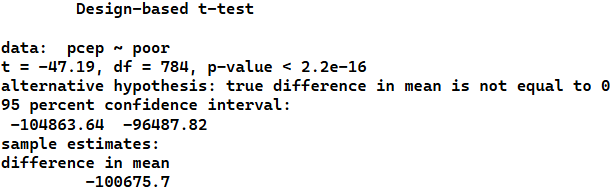 Design-based t-test
data:  pcep ~ poor
t = -47.19, df = 784, p-value < 2.2e-16
alternative hypothesis: true difference in mean is not equal to 0
95 percent confidence interval:
 -104863.64  -96487.82
sample estimates:
difference in mean
         -100675.7